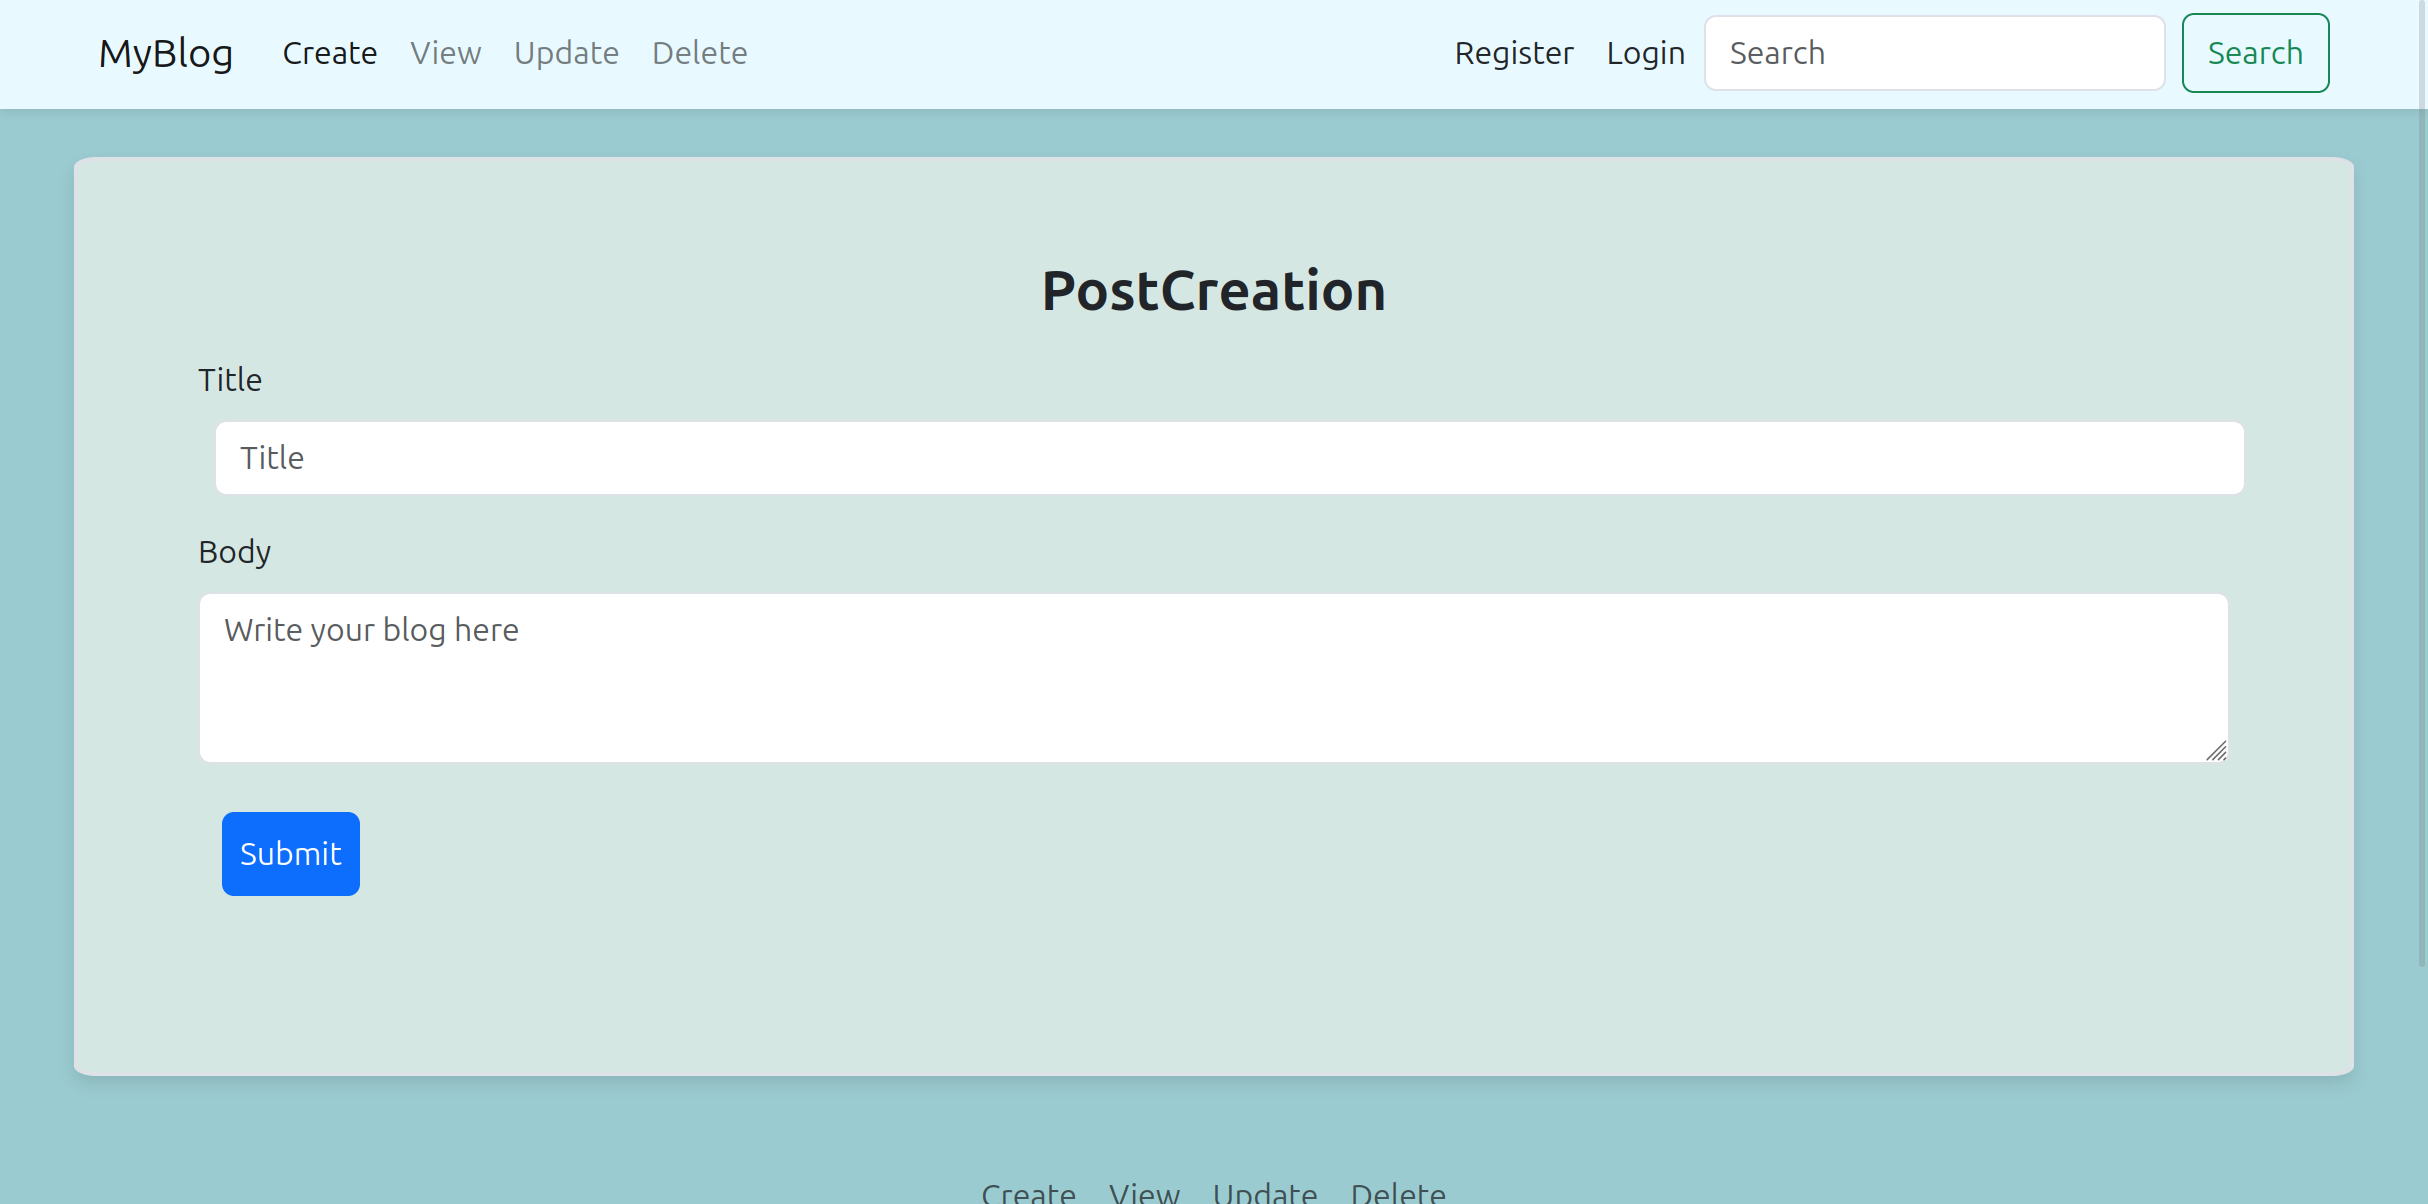 MyBlog Create View Update Delete Register Login Search Search
PostCreation
Title
Title
Body
Write your blog here
Submit
Create View Update Delete